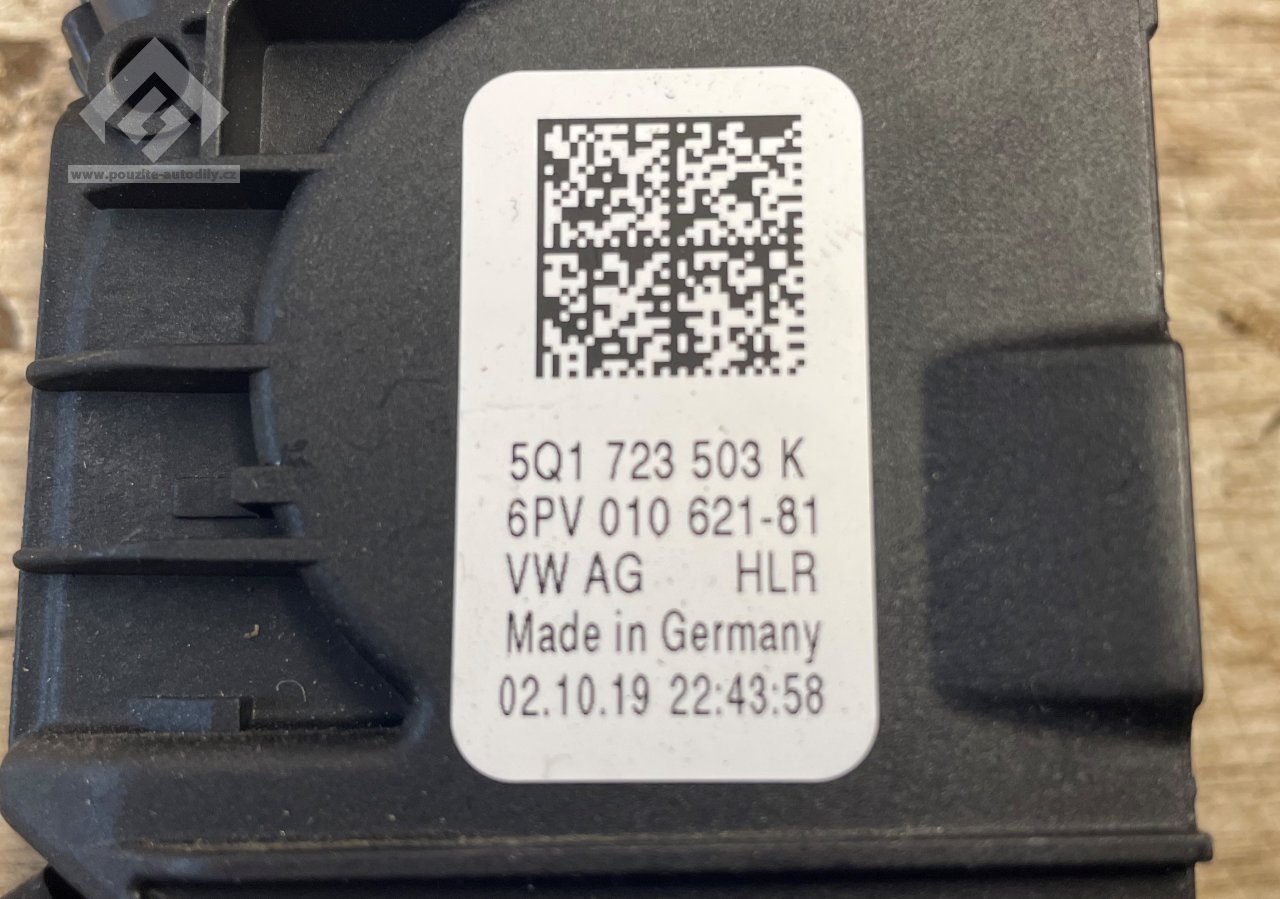 www.pouzite-autodily.cz
5Q1 723 503 K
6PV 010 621-81
VW AG HLR
Made in Germany
02.10.19 22:43:58